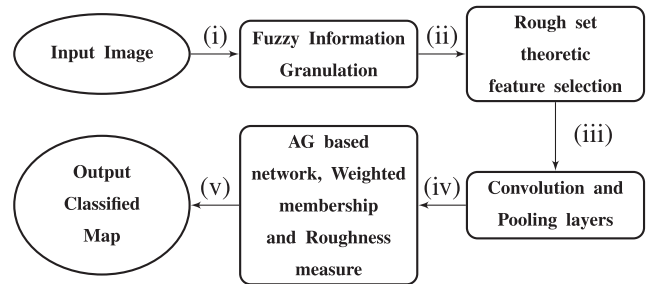 Input Image
(i)
Fuzzy Information
Granulation
(ii)
Rough set
theoretic
feature selection
(iii)
Convolution and
Pooling layers
(iv)
AG based
network, Weighted
membership
and Roughness
measure
(v)
Output
Classified
Map